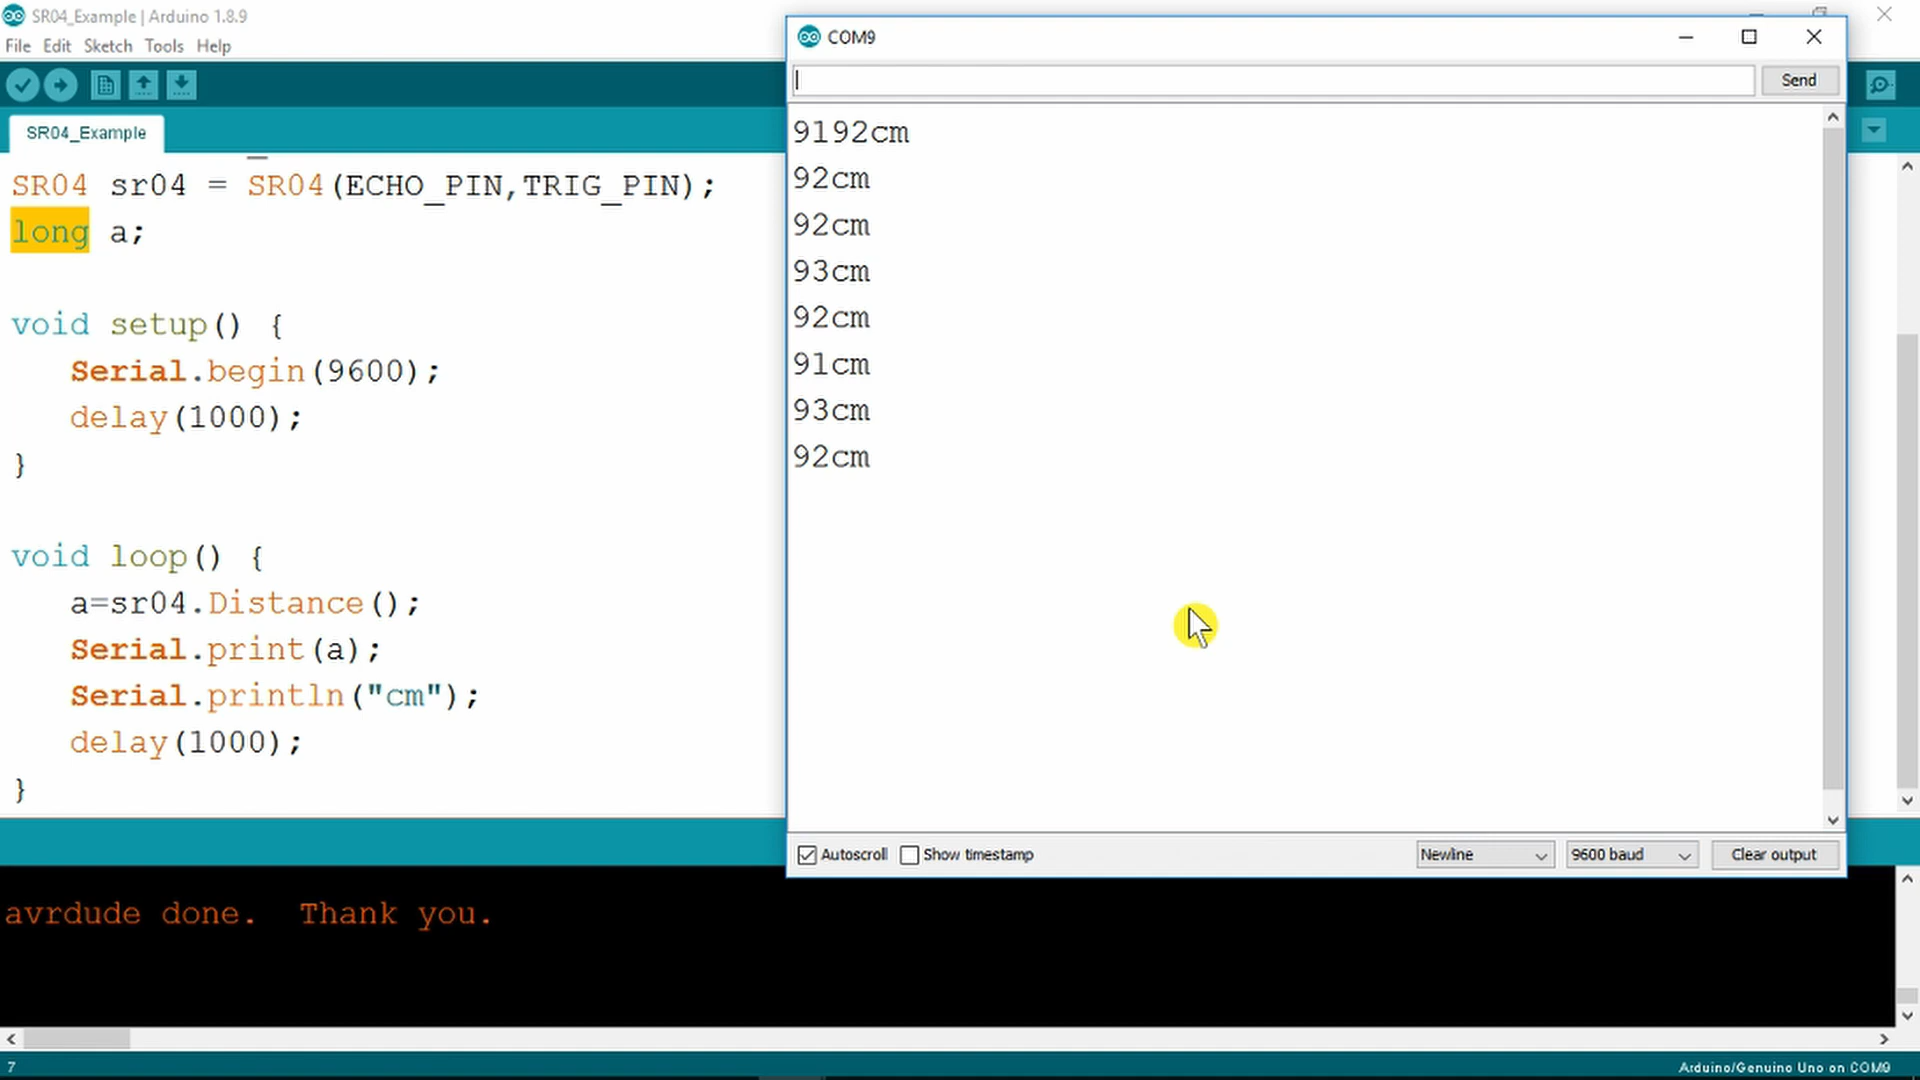 SR04_Example | Arduino 1.8.9
File Edit Sketch Tools Help
SR04_Example
SR04 sr04 = SR04(ECHO_PIN,TRIG_PIN);
long a;
void setup() {
Serial.begin(9600);
delay(1000);
}
void loop() {
a=sr04.Distance();
Serial.print(a);
Serial.println("cm");
delay(1000);
}
COM9
Send
9192cm
92cm
92cm
93cm
92cm
91cm
93cm
92cm
Autoscroll Show timestamp Newline 9600 baud Clear output
avrdude done.  Thank you.
7 Arduino/Genuino Uno on COM9